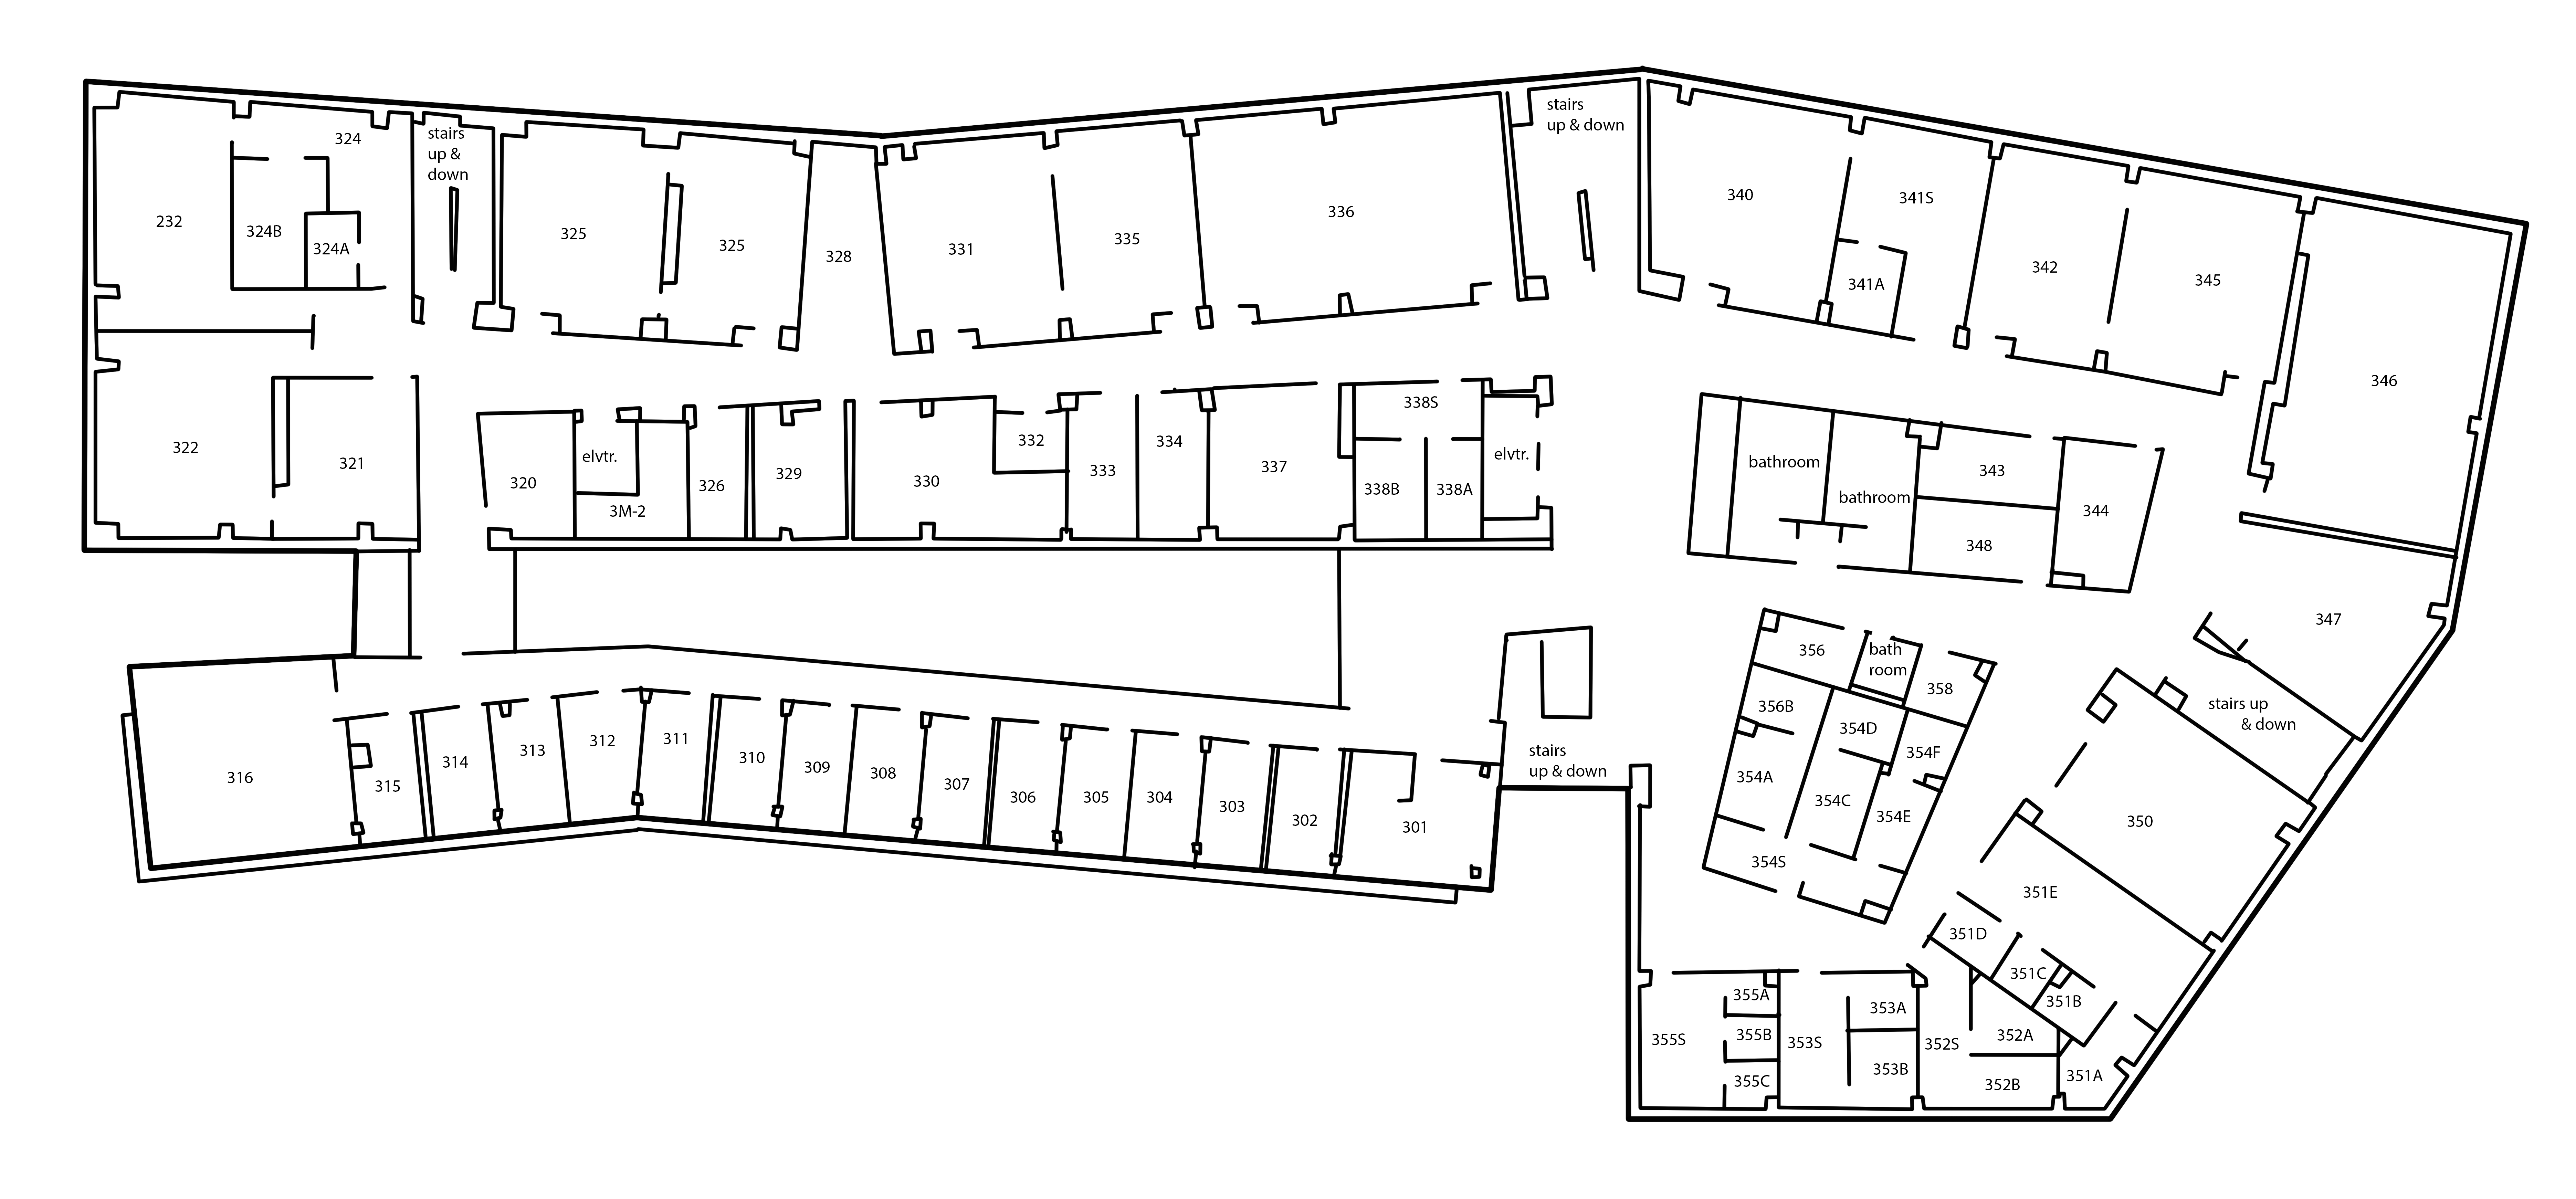 stairs
up & down
324
stairs
up &
down
340
341S
336
232
324B
324A
325
325
328
331
335
341A
342
345
346
322
321
320
elvtr.
3M-2
326
329
330
332
333
334
337
338S
338B
338A
elvtr.
bathroom
bathroom
343
344
348
347
356
bath
room
358
356B
354D
354F
354A
354C
354E
354S
stairs up
& down
350
316
315
314
313
312
311
310
309
308
307
306
305
304
303
302
301
stairs
up & down
351E
351D
351C
351B
355A
355B
355C
355S
353S
353A
353B
352S
352A
352B
351A